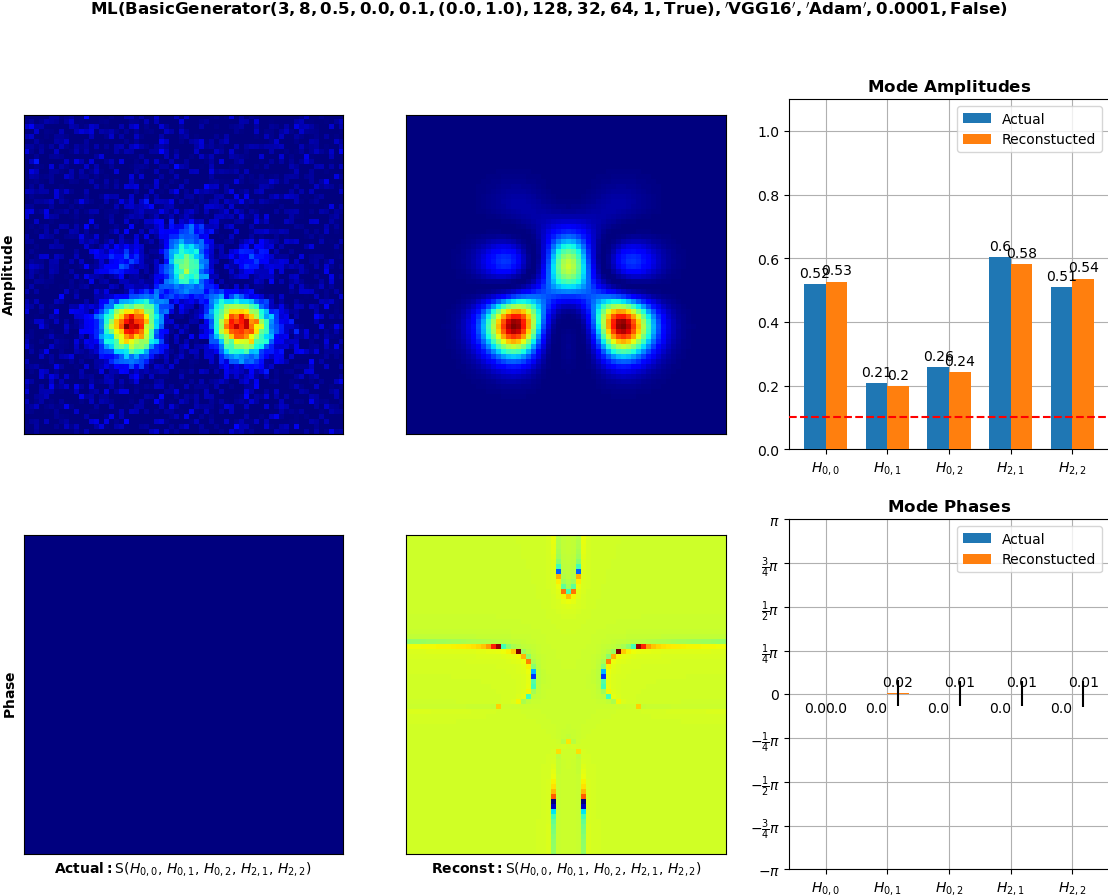 ML(BasicGenerator(3, 8, 0.5, 0.0, 0.1, (0.0, 1.0), 128, 32, 64, 1, True), ′VGG16′, ′Adam′, 0.0001, False)
Amplitude
Mode Amplitudes
Actual
Reconstucted
1.0
0.8
0.6
0.4
0.2
0.0
0.52
0.53
0.21
0.2
0.26
0.24
0.6
0.58
0.51
0.54
H0,0
H0,1
H0,2
H2,1
H2,2
Phase
Actual: S(H0,0, H0,1, H0,2, H2,1, H2,2)
Reconst: S(H0,0, H0,1, H0,2, H2,1, H2,2)
Mode Phases
Actual
Reconstucted
π
3/4π
1/2π
1/4π
0
−1/4π
−1/2π
−3/4π
−π
0.0
0.0
0.0
0.02
0.0
0.01
0.0
0.01
0.0
0.01
H0,0
H0,1
H0,2
H2,1
H2,2